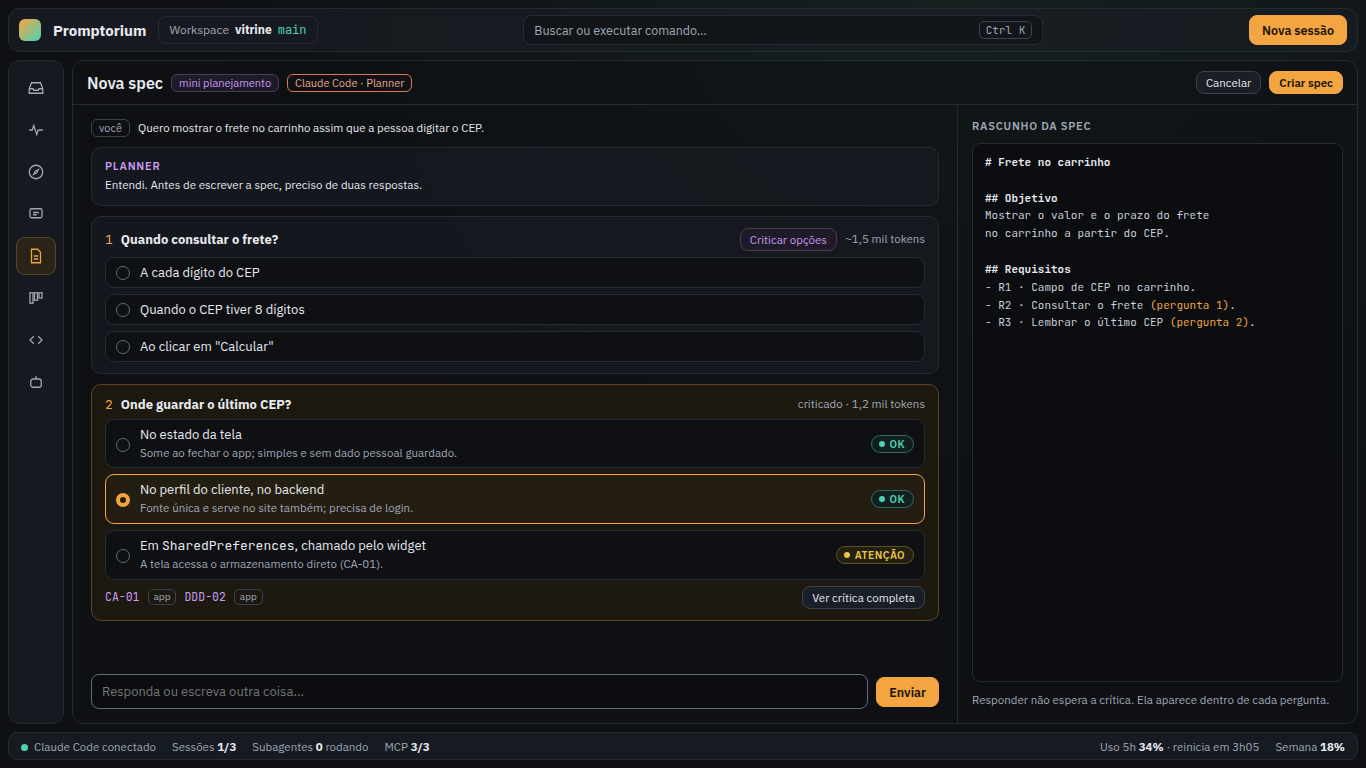 Promptorium
Workspace vitrine main
Buscar ou executar comando...
Ctrl K
Nova sessão
Nova spec
mini planejamento
Claude Code · Planner
Cancelar
Criar spec
você Quero mostrar o frete no carrinho assim que a pessoa digitar o CEP.
PLANNER
Entendi. Antes de escrever a spec, preciso de duas respostas.
1 Quando consultar o frete?
Criticar opções
~1,5 mil tokens
A cada dígito do CEP
Quando o CEP tiver 8 dígitos
Ao clicar em "Calcular"
2 Onde guardar o último CEP?
criticado · 1,2 mil tokens
No estado da tela
Some ao fechar o app; simples e sem dado pessoal guardado.
OK
No perfil do cliente, no backend
Fonte única e serve no site também; precisa de login.
OK
Em SharedPreferences, chamado pelo widget
A tela acessa o armazenamento direto (CA-01).
ATENÇÃO
CA-01 app DDD-02 app
Ver crítica completa
Responda ou escreva outra coisa...
Enviar
RASCUNHO DA SPEC
# Frete no carrinho
## Objetivo
Mostrar o valor e o prazo do frete
no carrinho a partir do CEP.
## Requisitos
- R1 · Campo de CEP no carrinho.
- R2 · Consultar o frete (pergunta 1).
- R3 · Lembrar o último CEP (pergunta 2).
Responder não espera a crítica. Ela aparece dentro de cada pergunta.
Claude Code conectado
Sessões 1/3
Subagentes 0 rodando
MCP 3/3
Uso 5h 34% · reinicia em 3h05
Semana 18%